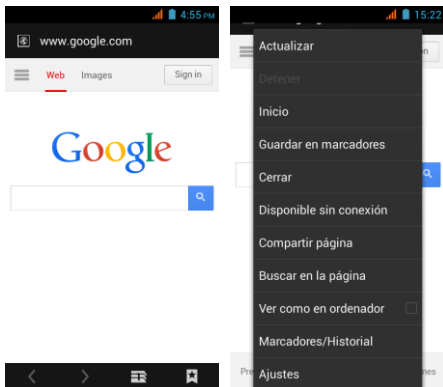 4:55 PM
www.google.com
Web Images Sign in
Google
15:22
Actualizar
Detener
Inicio
Guardar en marcadores
Cerrar
Disponible sin conexión
Compartir página
Buscar en la página
Ver como en ordenador
Marcadores/Historial
Ajustes